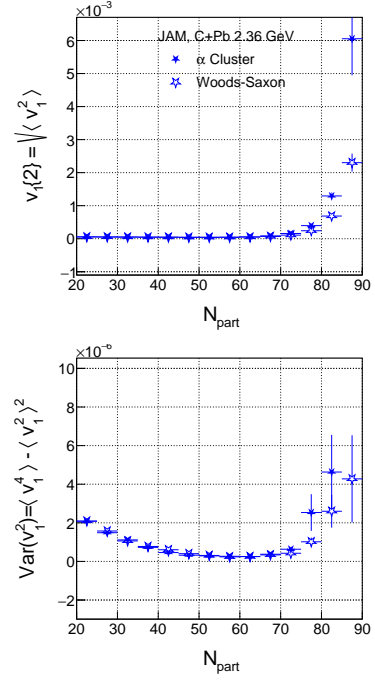 ×10⁻³
JAM, C+Pb 2.36 GeV
α Cluster
Woods-Saxon
v₁{2} = √⟨ v₁² ⟩
6
5
4
3
2
1
0
−1
20 30 40 50 60 70 80 90
N_part
×10⁻⁶
Var(v₁²)=⟨ v₁⁴ ⟩ - ⟨ v₁² ⟩²
10
8
6
4
2
0
−2
20 30 40 50 60 70 80 90
N_part